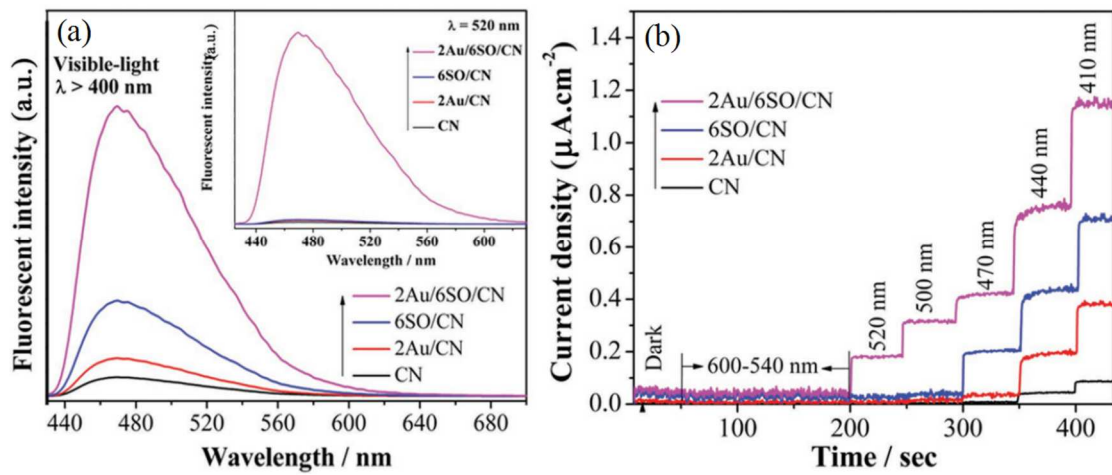 (a)
Visible-light
λ > 400 nm
Fluorescent intensity (a.u.)
2Au/6SO/CN
6SO/CN
2Au/CN
CN
440 480 520 560 600 640 680
Wavelength / nm
λ = 520 nm
2Au/6SO/CN
6SO/CN
2Au/CN
CN
Fluorescent intensity (a.u.)
440 480 520 560 600
Wavelength / nm
(b)
Current density (μ A.cm⁻²)
1.4
1.2
1.0
0.8
0.6
0.4
0.2
0.0
2Au/6SO/CN
6SO/CN
2Au/CN
CN
Dark
600-540 nm
520 nm
500 nm
470 nm
440 nm
410 nm
100 200 300 400
Time / sec